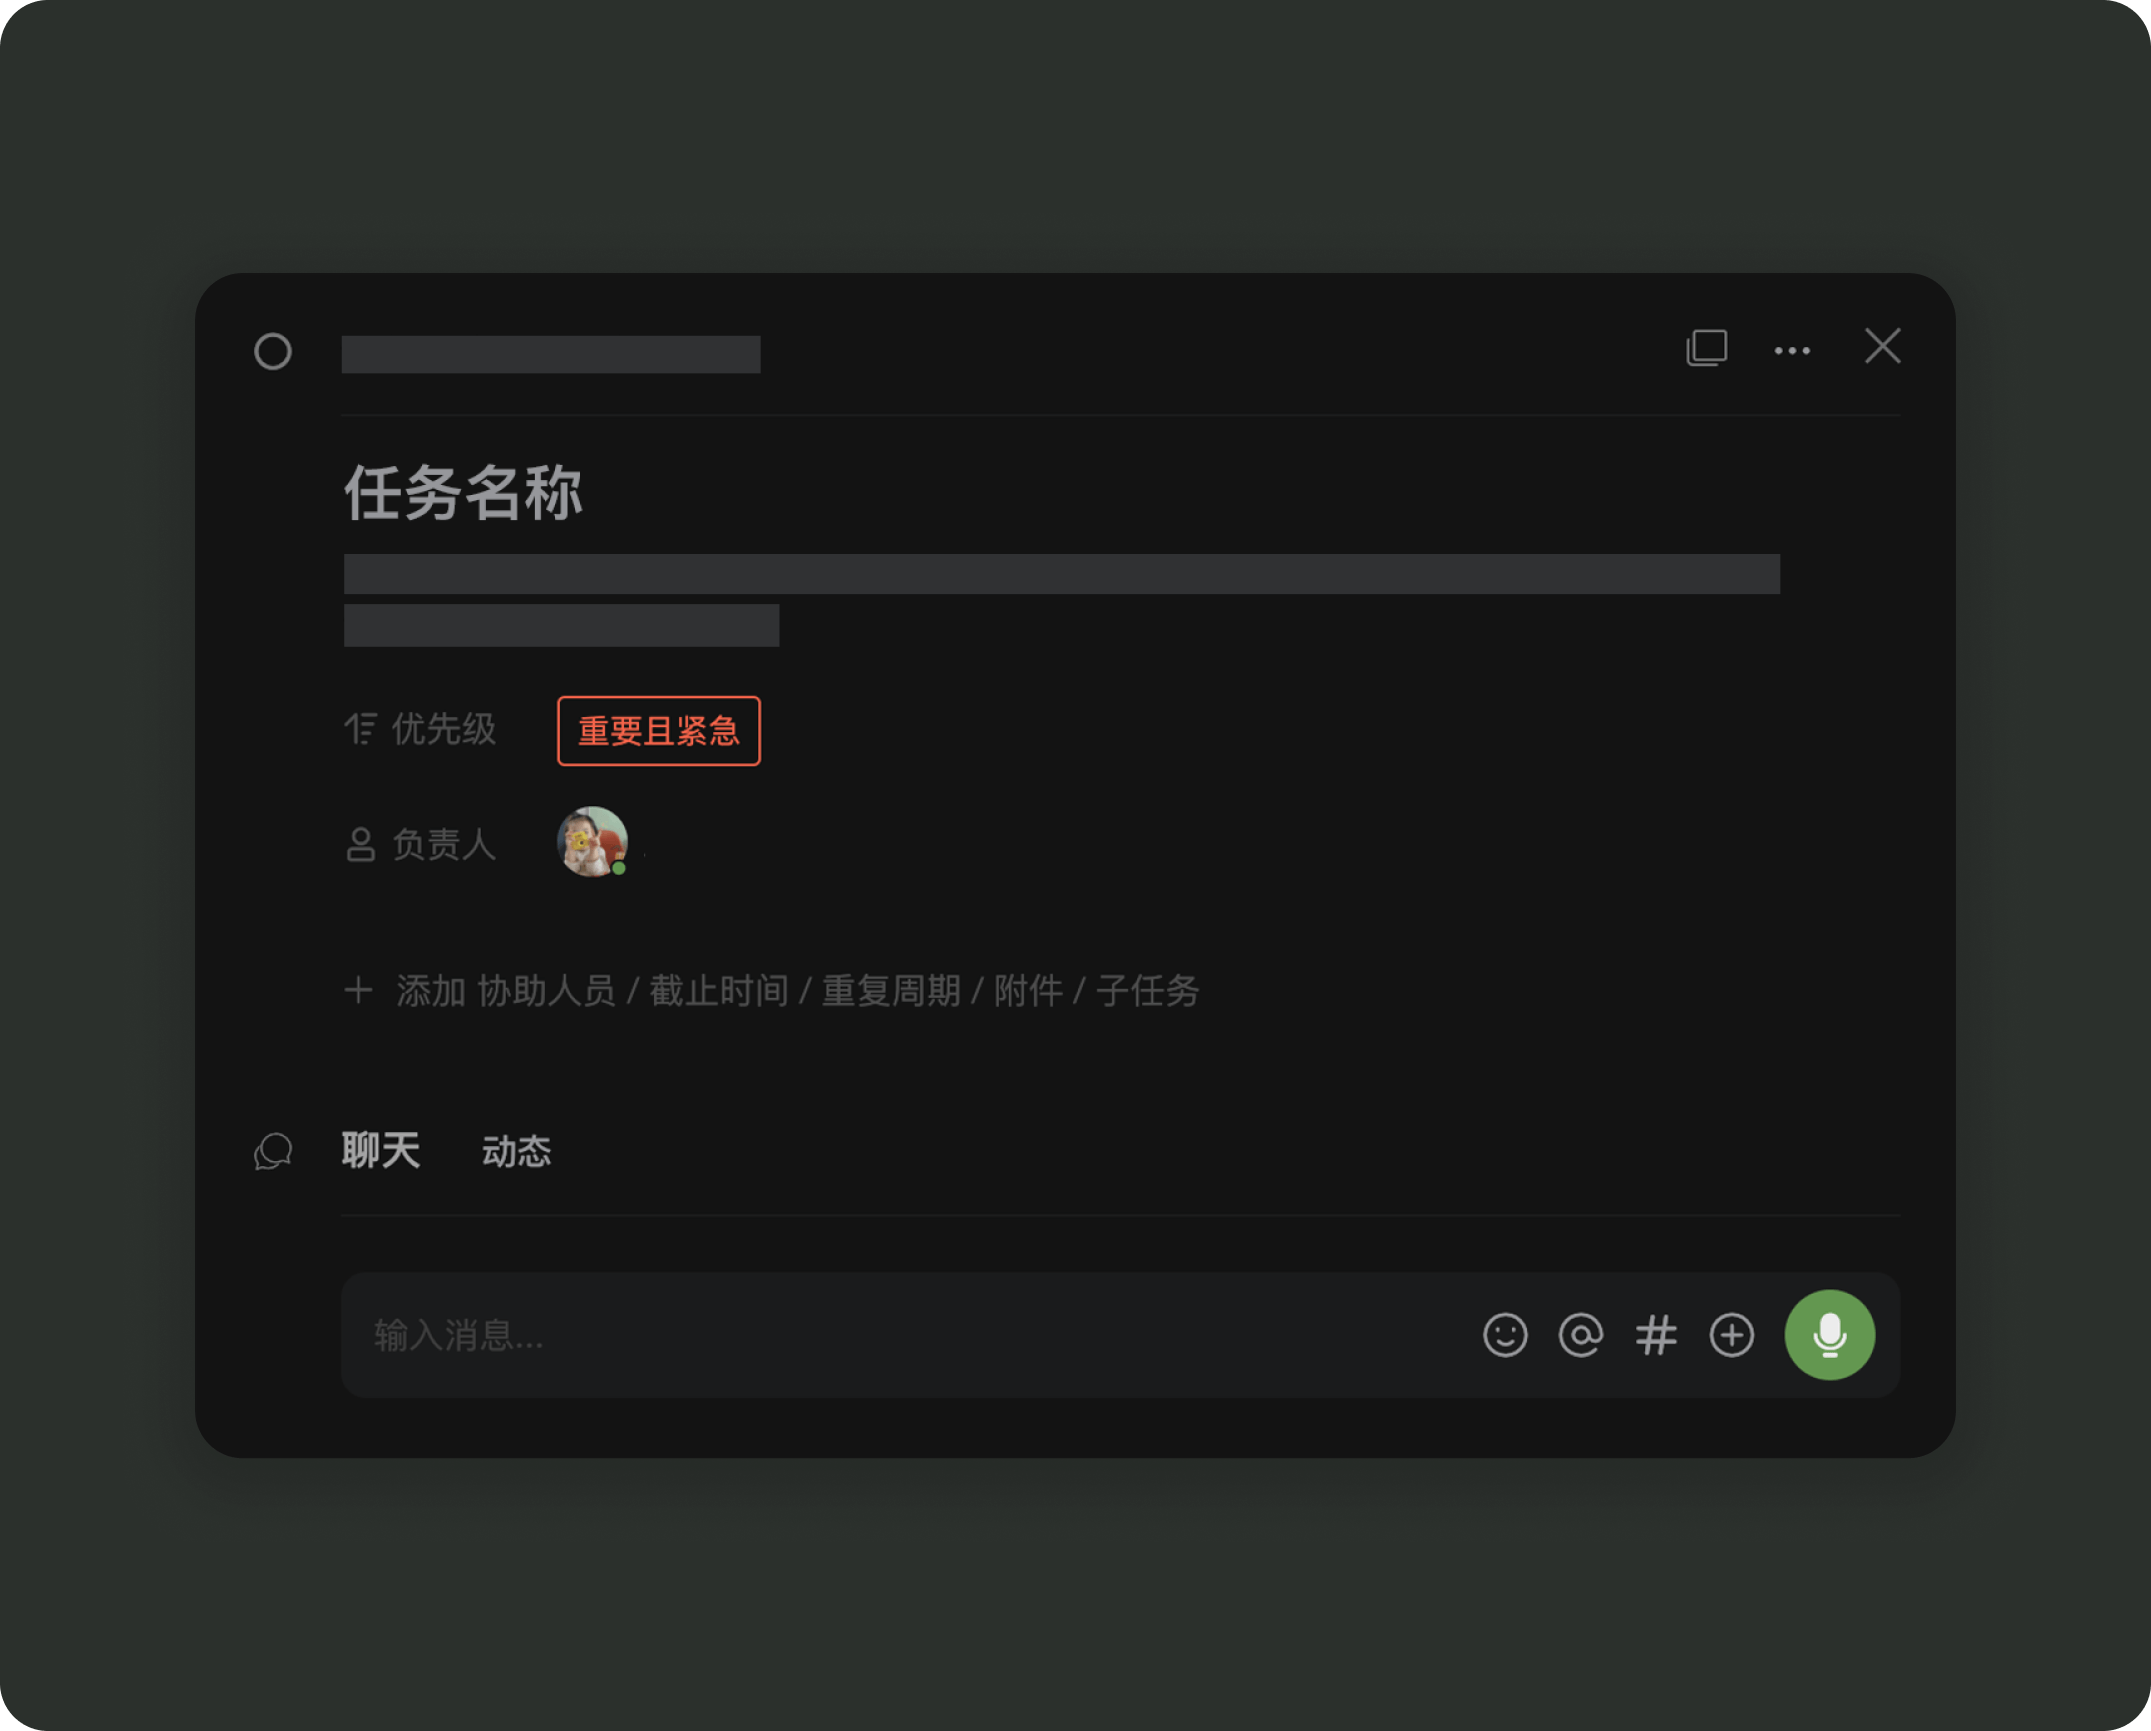 任务名称
优先级 重要且紧急
负责人
添加 协助人员 / 截止时间 / 重复周期 / 附件 / 子任务
聊天 动态
输入消息...